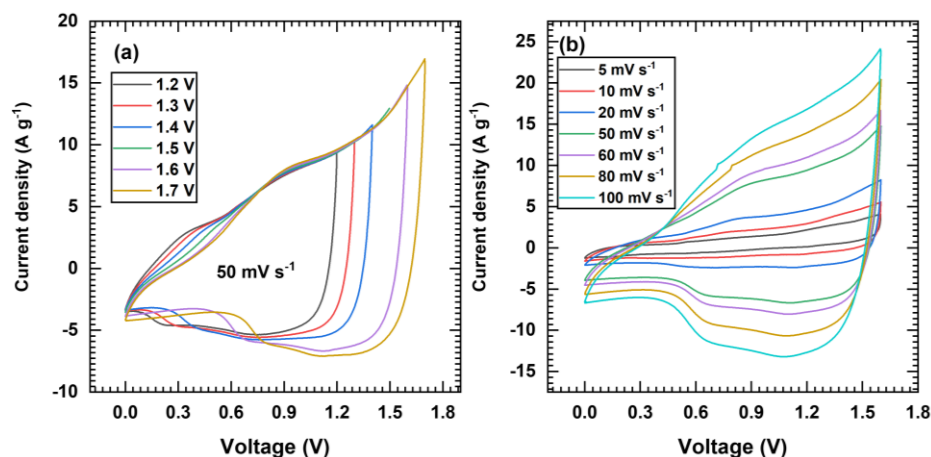 (a)
1.2 V
1.3 V
1.4 V
1.5 V
1.6 V
1.7 V
50 mV s⁻¹
20
15
10
5
0
-5
-10
0.0 0.3 0.6 0.9 1.2 1.5 1.8
Current density (A g⁻¹)
Voltage (V)
(b)
5 mV s⁻¹
10 mV s⁻¹
20 mV s⁻¹
50 mV s⁻¹
60 mV s⁻¹
80 mV s⁻¹
100 mV s⁻¹
25
20
15
10
5
0
-5
-10
-15
0.0 0.3 0.6 0.9 1.2 1.5 1.8
Current density (A g⁻¹)
Voltage (V)